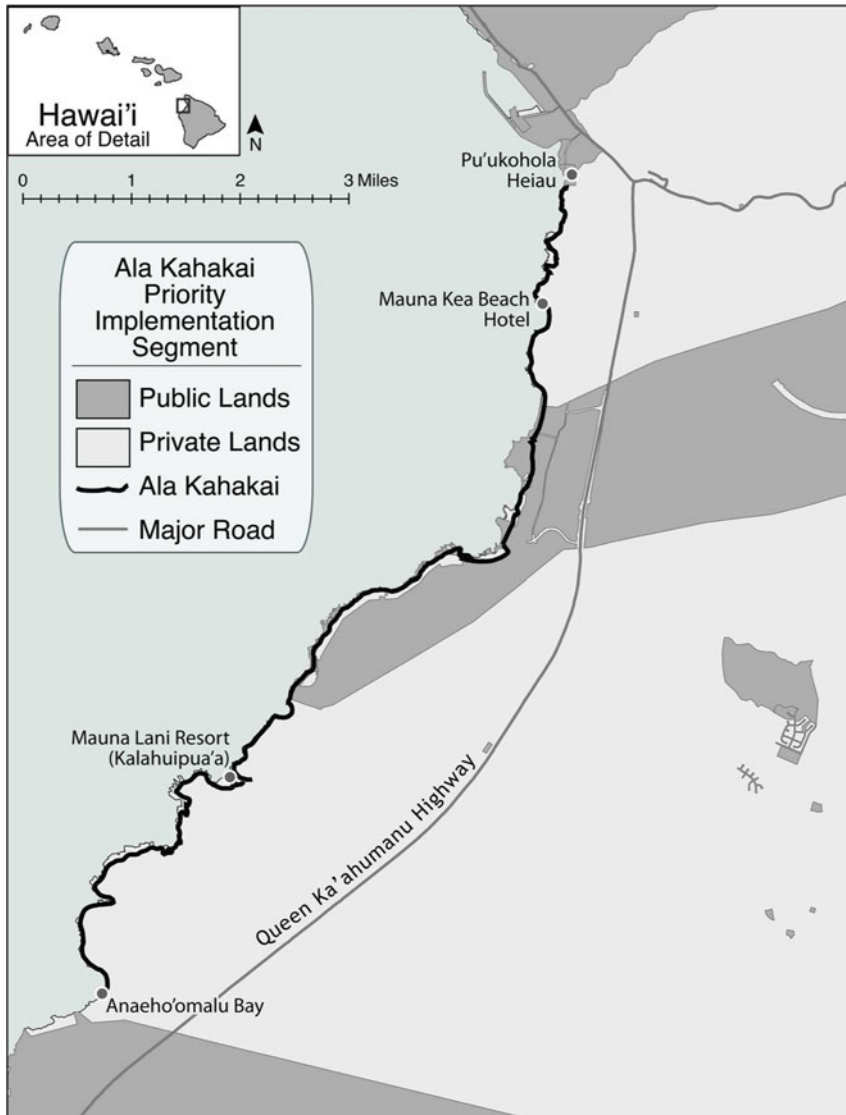 Hawai'i
Area of Detail
N
0 1 2 3 Miles
Pu'ukohola
Heiau
Ala Kahakai
Priority
Implementation
Segment
Public Lands
Private Lands
Ala Kahakai
Major Road
Mauna Kea Beach
Hotel
Mauna Lani Resort
(Kalahuipua'a)
Queen Ka'ahumanu Highway
Anaeho'omalu Bay